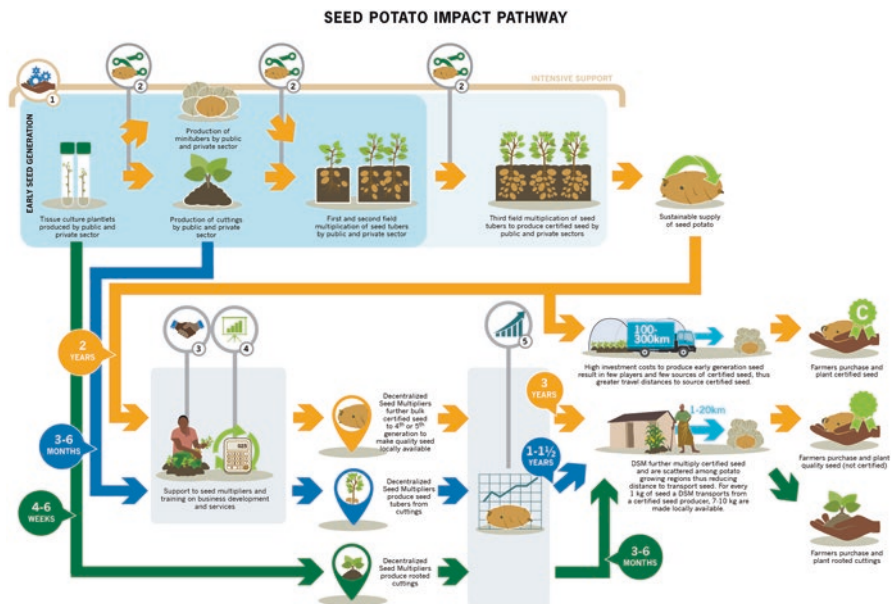 SEED POTATO IMPACT PATHWAY
INTENSIVE SUPPORT
1
2
2
2
EARLY SEED GENERATION
Production of
minitubers by public
and private sector
Tissue culture plantlets
produced by public and
private sector
Production of cuttings
by public and private
sector
First and second field
multiplication of seed tubers
by public and private sector
Third field multiplication of seed
tubers to produce certified seed by
public and private sectors
Sustainable supply
of seed potato
2
YEARS
3
4
5
100-
300km
C
High investment costs to produce early generation seed
result in few players and few sources of certified seed, thus
greater travel distances to source certified seed.
Farmers purchase and
plant certified seed
3-6
MONTHS
4-6
WEEKS
Support to seed multipliers and
training on business development
and services
Decentralized
Seed Multipliers
further bulk
certified seed
to 4th or 5th
generation to
make quality seed
locally available
Decentralized
Seed Multipliers
produce seed
tubers from
cuttings
Decentralized
Seed Multipliers
produce rooted
cuttings
3
YEARS
1-1½
YEARS
3-6
MONTHS
1-20km
DSM further multiply certified seed
and are scattered among potato
growing regions thus reducing
distance to transport seed. For every
1 kg of seed a DSM transports from
a certified seed producer, 7-10 kg are
made locally available.
Farmers purchase and plant
quality seed (not certified)
Farmers purchase and
plant rooted cuttings